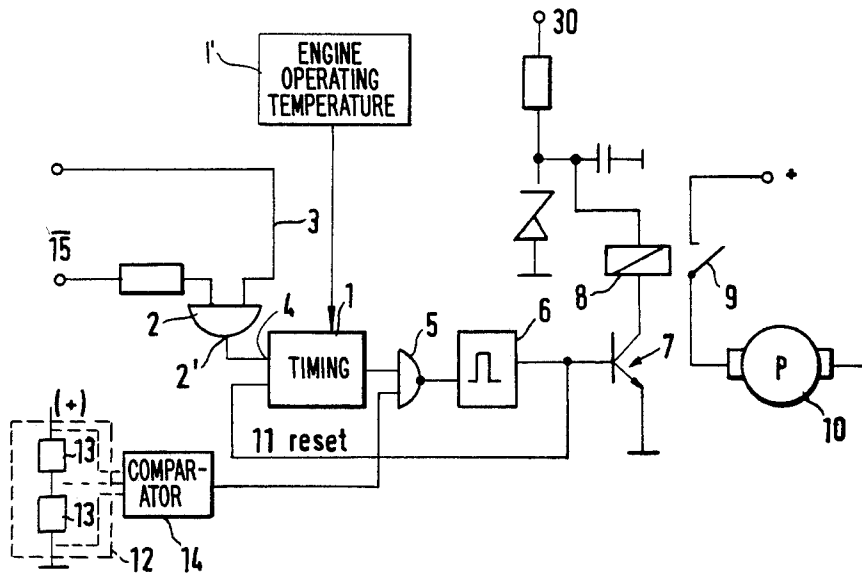 1'
ENGINE
OPERATING
TEMPERATURE
30
+
3
15
2
2'
4
1
TIMING
5
6
7
8
9
P
10
11 reset
(+)
13
13
COMPAR-
ATOR
12
14